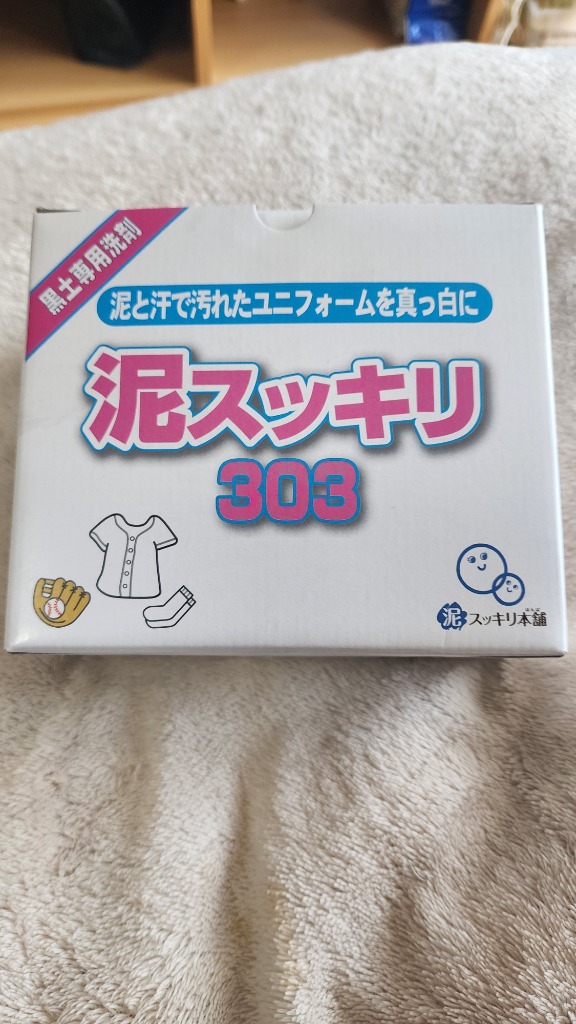 黒土専用洗剤
泥と汗で汚れたユニフォームを真っ白に
泥スッキリ
303
泥スッキリ本舗